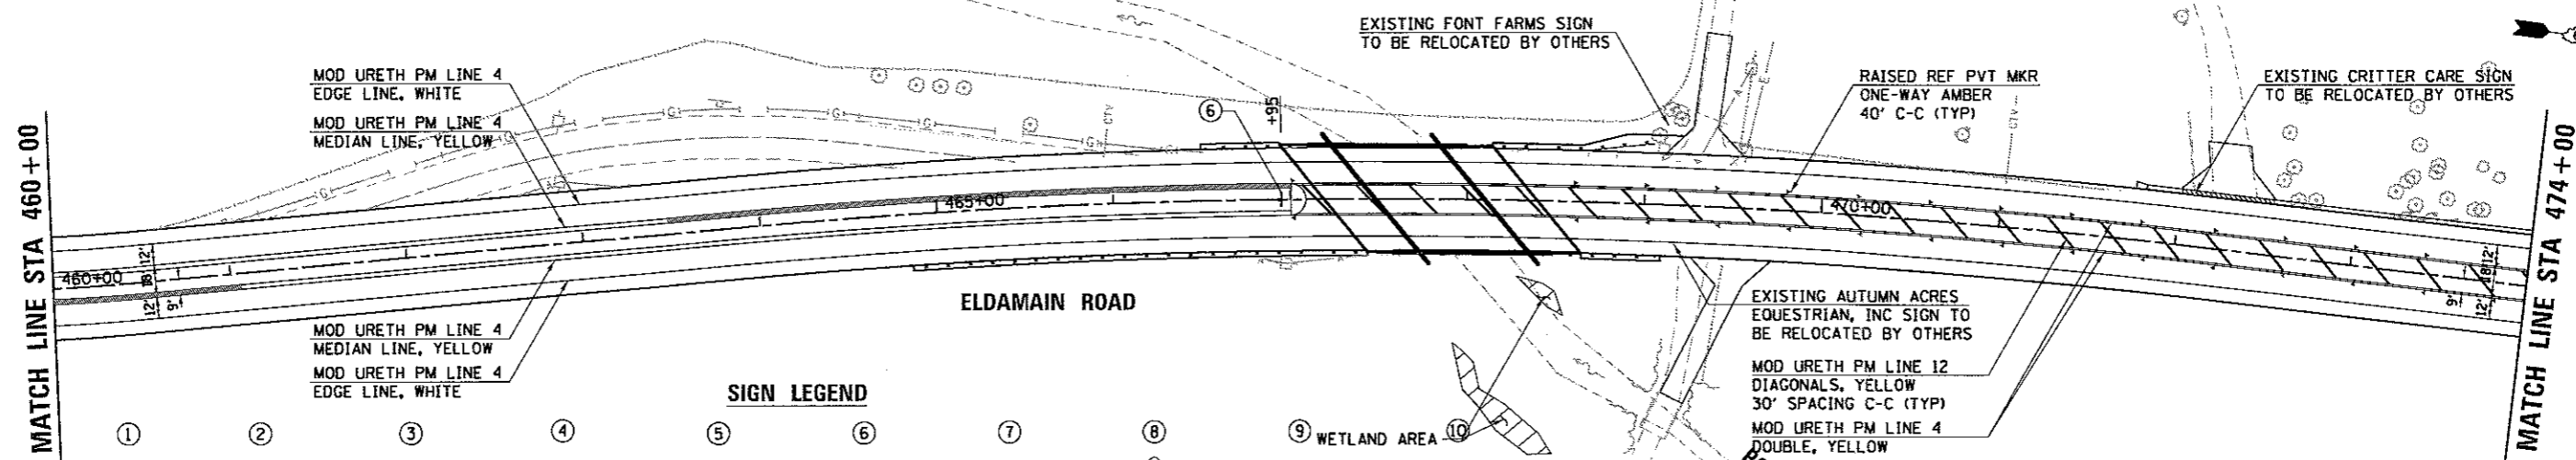 MATCH LINE STA 460+00
MOD URETH PM LINE 4
EDGE LINE, WHITE
MOD URETH PM LINE 4
MEDIAN LINE, YELLOW
EXISTING FONT FARMS SIGN
TO BE RELOCATED BY OTHERS
6
+95
RAISED REF PVT MKR
ONE-WAY AMBER
40' C-C (TYP)
EXISTING CRITTER CARE SIGN
TO BE RELOCATED BY OTHERS
MATCH LINE STA 474+00
G
G
G
G
G
G
G
CTV
CTV
E
460+00
465+00
470+00
12'
18'
12'
9'
12'
18'
12'
9'
ELDAMAIN ROAD
MOD URETH PM LINE 4
MEDIAN LINE, YELLOW
MOD URETH PM LINE 4
EDGE LINE, WHITE
EXISTING AUTUMN ACRES
EQUESTRIAN, INC SIGN TO
BE RELOCATED BY OTHERS
MOD URETH PM LINE 12
DIAGONALS, YELLOW
30' SPACING C-C (TYP)
MOD URETH PM LINE 4
DOUBLE, YELLOW
SIGN LEGEND
1 2 3 4 5 6 7 8 9 10
WETLAND AREA